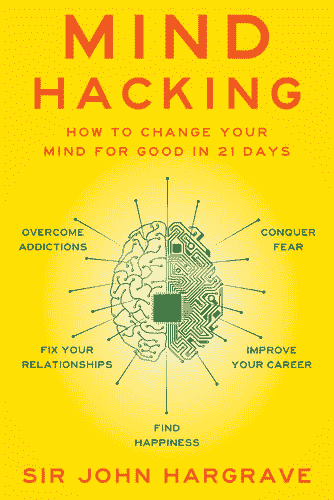 MIND
HACKING
HOW TO CHANGE YOUR
MIND FOR GOOD IN 21 DAYS
OVERCOME
ADDICTIONS
CONQUER
FEAR
FIX YOUR
RELATIONSHIPS
IMPROVE
YOUR CAREER
FIND
HAPPINESS
SIR JOHN HARGRAVE